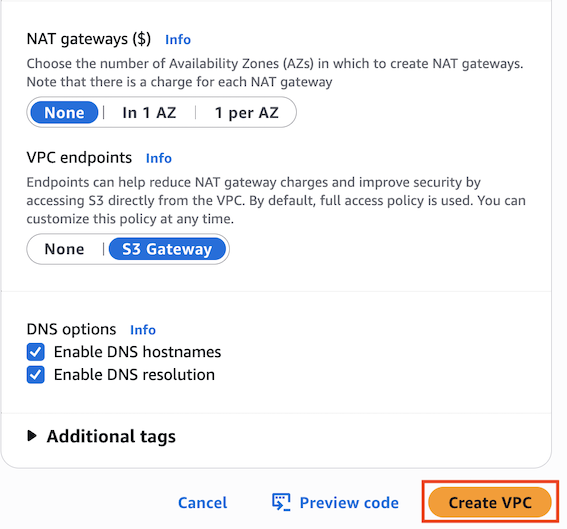 NAT gateways ($) Info
Choose the number of Availability Zones (AZs) in which to create NAT gateways.
Note that there is a charge for each NAT gateway
None In 1 AZ 1 per AZ
VPC endpoints Info
Endpoints can help reduce NAT gateway charges and improve security by
accessing S3 directly from the VPC. By default, full access policy is used. You can
customize this policy at any time.
None S3 Gateway
DNS options Info
Enable DNS hostnames
Enable DNS resolution
Additional tags
Cancel Preview code Create VPC